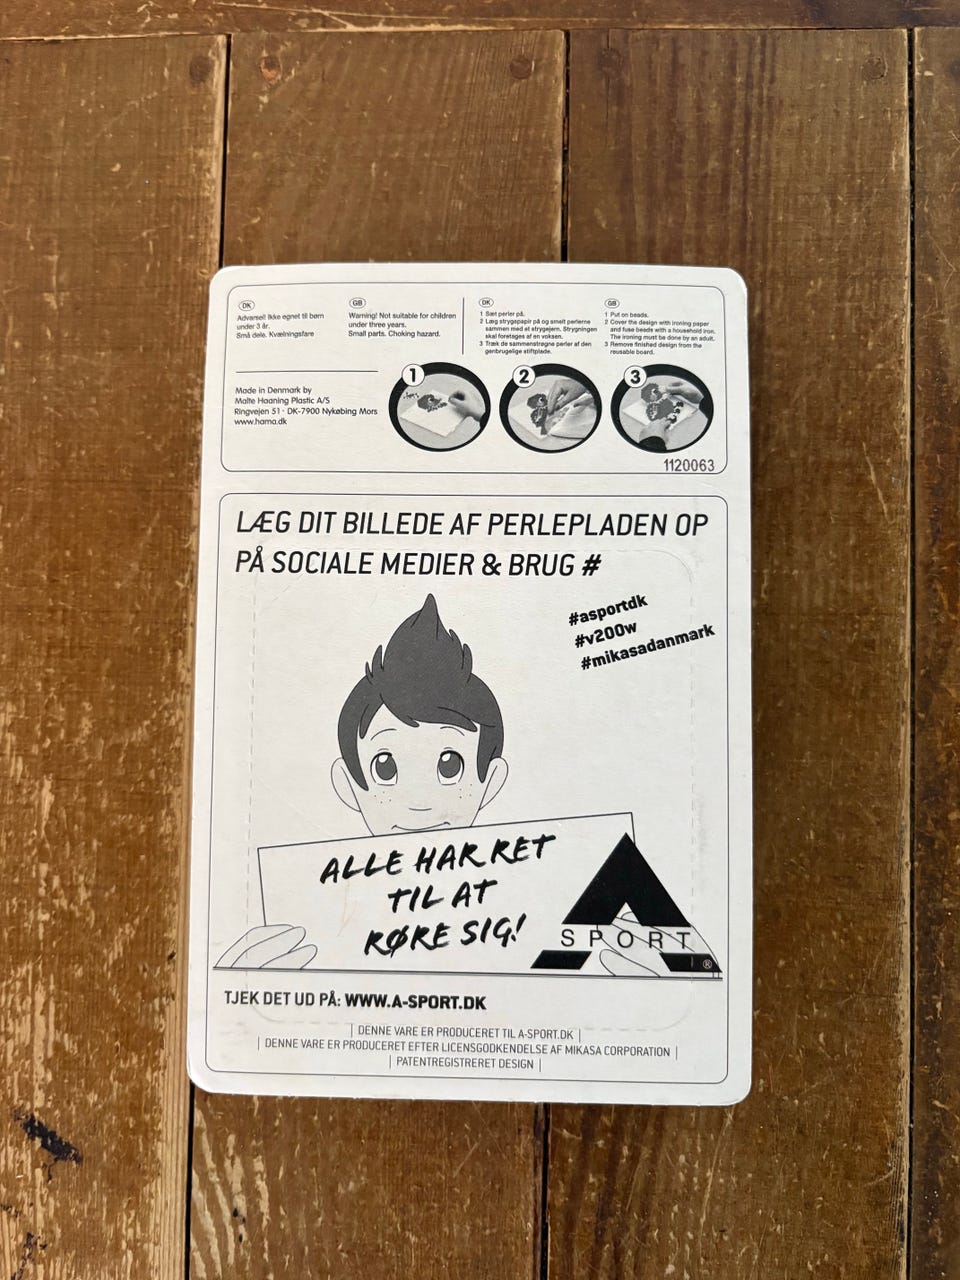 DK
Advarsel! Ikke egnet til børn
under 3 år.
Små dele. Kvælningsfare
GB
Warning! Not suitable for children
under three years.
Small parts. Choking hazard.
DK
1 Sæt perler på.
2 Læg strygepapir på og smelt perlerne
sammen med et strygejern. Strygningen
skal foretages af en voksen.
3 Træk de sammenstrøgne perler af den
genbrugelige stiftplade.
GB
1 Put on beads.
2 Cover the design with ironing paper
and fuse beads with a household iron.
The ironing must be done by an adult.
3 Remove finished design from the
reusable board.
Made in Denmark by
Malte Haaning Plastic A/S
Ringvejen 51 · DK-7900 Nykøbing Mors
www.hama.dk
1
2
3
1120063
LÆG DIT BILLEDE AF PERLEPLADEN OP
PÅ SOCIALE MEDIER & BRUG #
#asportdk
#v200w
#mikasadanmark
ALLE HAR RET
TIL AT
RØRE SIG!
SPORT
®
TJEK DET UD PÅ: WWW.A-SPORT.DK
| DENNE VARE ER PRODUCERET TIL A-SPORT.DK |
| DENNE VARE ER PRODUCERET EFTER LICENSGODKENDELSE AF MIKASA CORPORATION |
| PATENTREGISTRERET DESIGN |